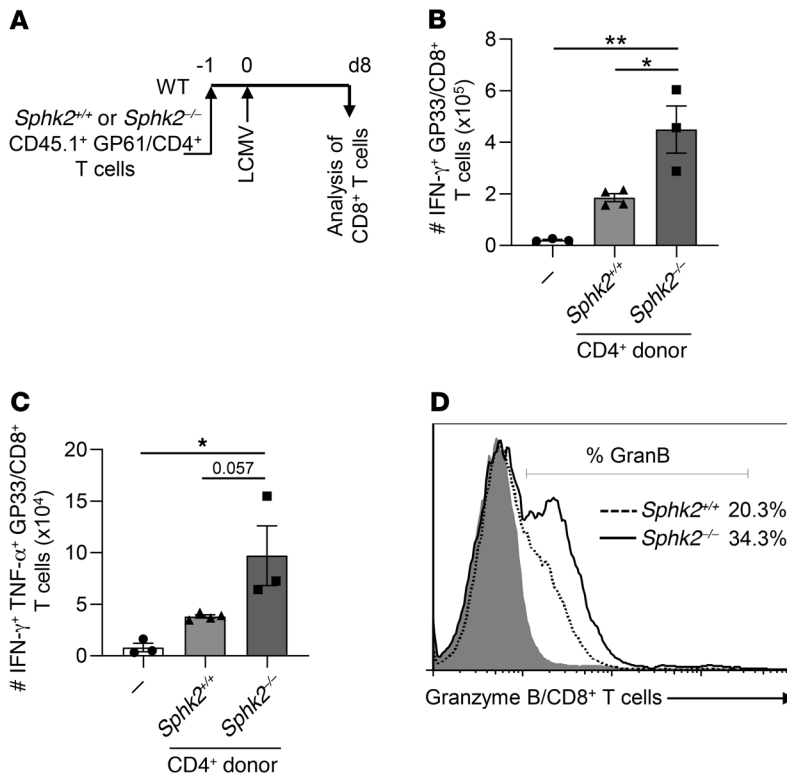 A
-1 0 d8
WT
Sphk2⁺/⁺ or Sphk2⁻/⁻
CD45.1⁺ GP61/CD4⁺
T cells
LCMV
Analysis of
CD8⁺ T cells
B
# IFN-γ⁺ GP33/CD8⁺
T cells (x10⁵)
8
6
4
2
0
**
*
–
Sphk2⁺/⁺
Sphk2⁻/⁻
CD4⁺ donor
C
# IFN-γ⁺ TNF-α⁺ GP33/CD8⁺
T cells (x10⁴)
20
15
10
5
0
*
0.057
–
Sphk2⁺/⁺
Sphk2⁻/⁻
CD4⁺ donor
D
% GranB
Sphk2⁺/⁺ 20.3%
Sphk2⁻/⁻ 34.3%
Granzyme B/CD8⁺ T cells